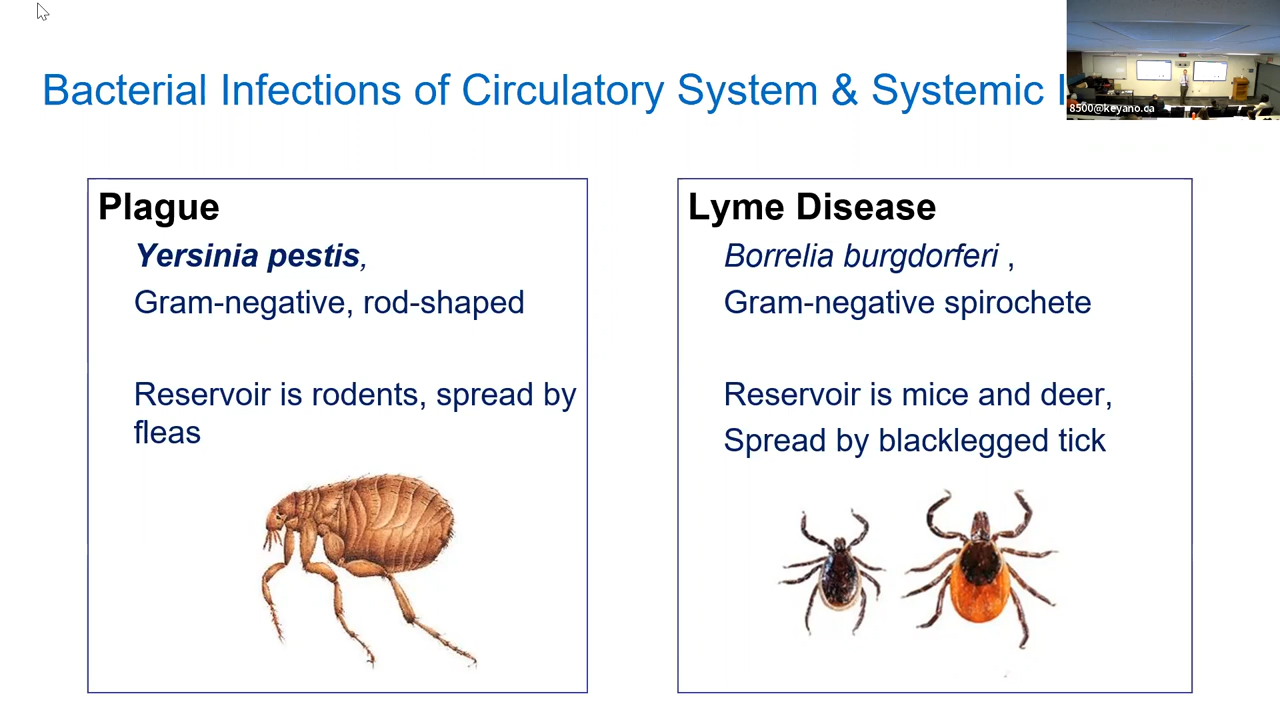 Bacterial Infections of Circulatory System & Systemic
8500@keyano.ca
Plague
Yersinia pestis,
Gram-negative, rod-shaped
Reservoir is rodents, spread by
fleas
Lyme Disease
Borrelia burgdorferi ,
Gram-negative spirochete
Reservoir is mice and deer,
Spread by blacklegged tick